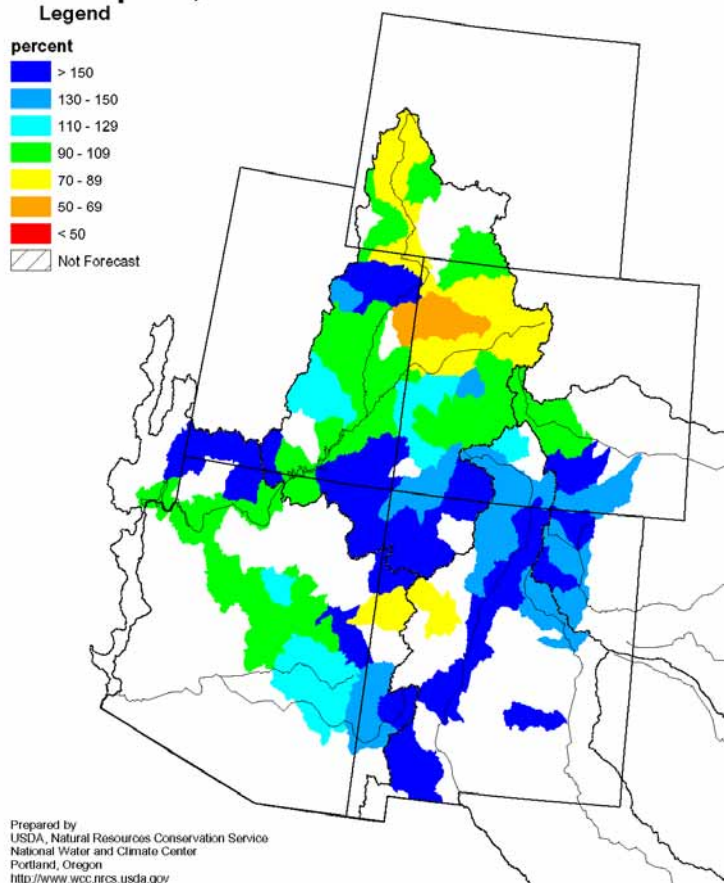 Legend
percent
> 150
130 - 150
110 - 129
90 - 109
70 - 89
50 - 69
< 50
Not Forecast
Prepared by
USDA, Natural Resources Conservation Service
National Water and Climate Center
Portland, Oregon
http://www.wcc.nrcs.usda.gov